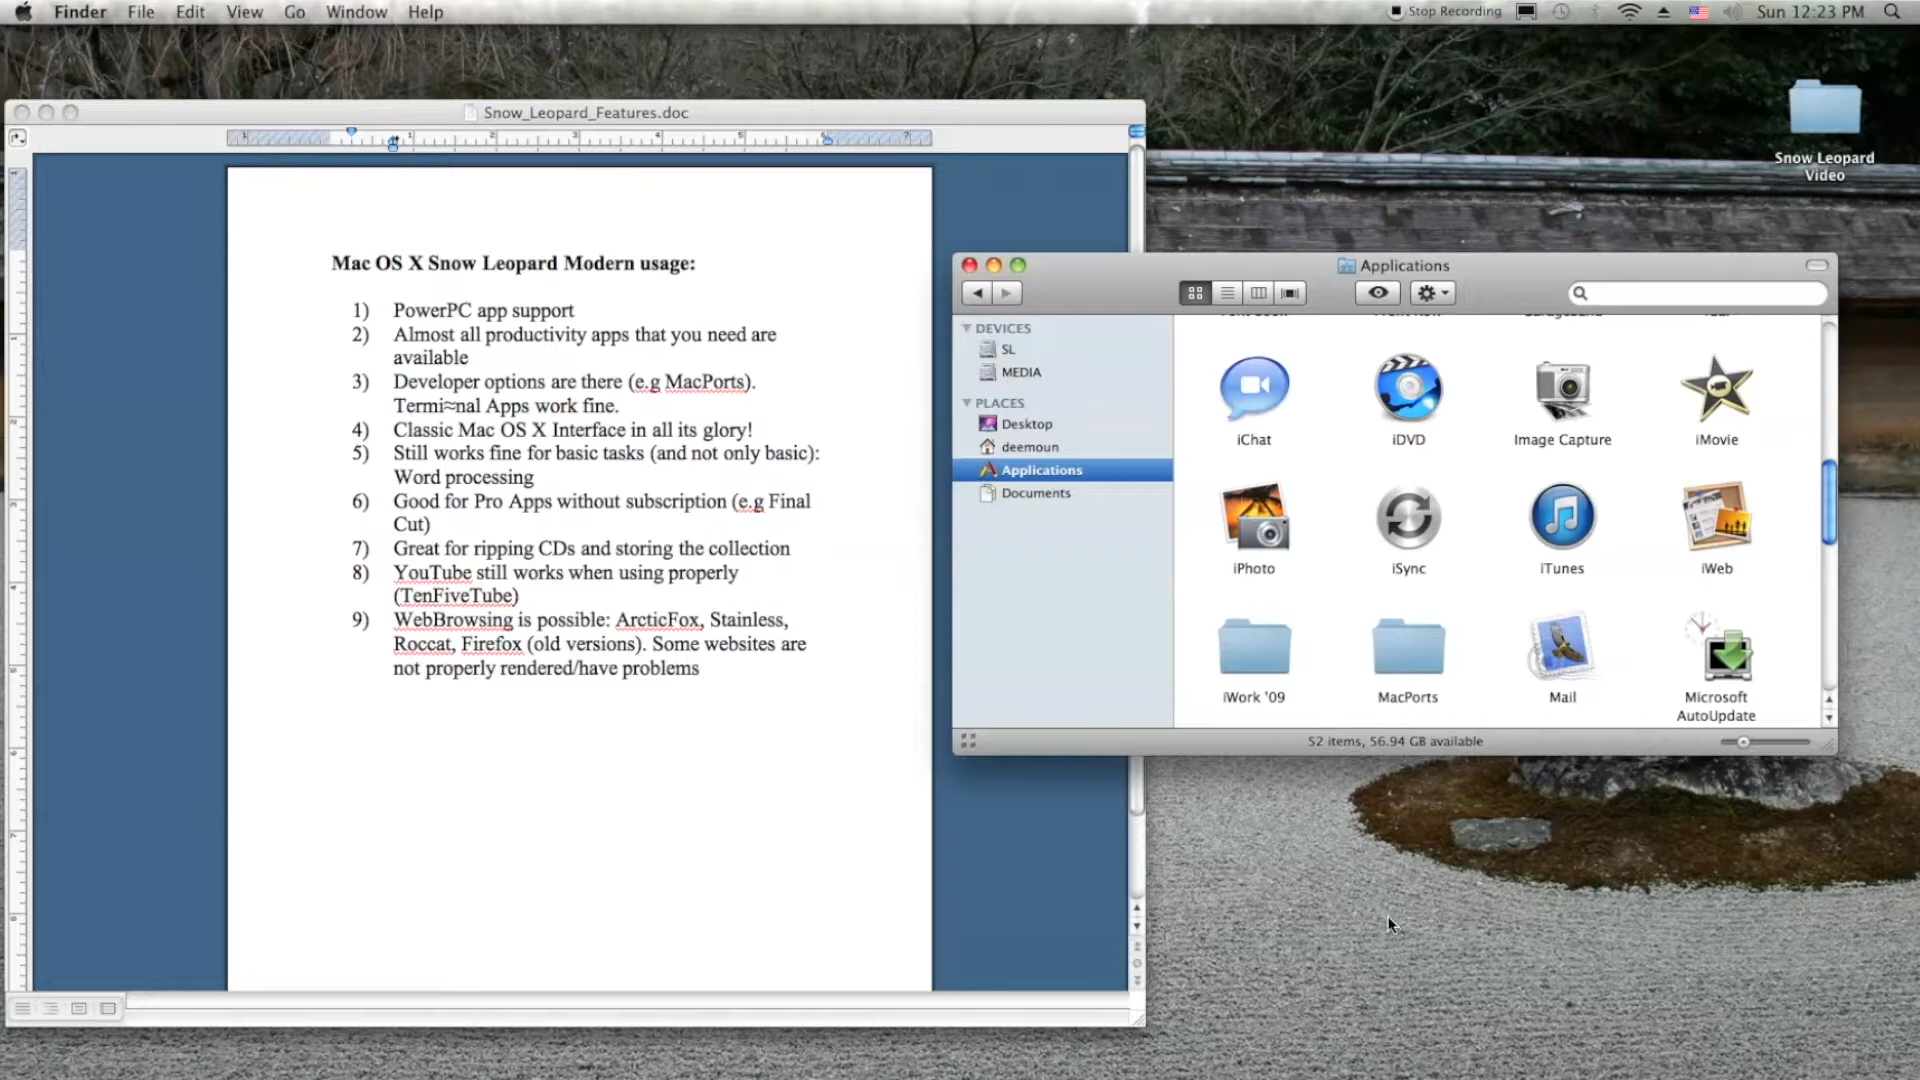 Finder File Edit View Go Window Help
Stop Recording Sun 12:23 PM
Snow_Leopard_Features.doc
Mac OS X Snow Leopard Modern usage:
1) PowerPC app support
2) Almost all productivity apps that you need are
available
3) Developer options are there (e.g MacPorts).
Termi≈nal Apps work fine.
4) Classic Mac OS X Interface in all its glory!
5) Still works fine for basic tasks (and not only basic):
Word processing
6) Good for Pro Apps without subscription (e.g Final
Cut)
7) Great for ripping CDs and storing the collection
8) YouTube still works when using properly
(TenFiveTube)
9) WebBrowsing is possible: ArcticFox, Stainless,
Roccat, Firefox (old versions). Some websites are
not properly rendered/have problems
Snow Leopard
Video
Applications
DEVICES
SL
MEDIA
PLACES
Desktop
deemoun
Applications
Documents
iChat iDVD Image Capture iMovie
iPhoto iSync iTunes iWeb
iWork '09 MacPorts Mail Microsoft
AutoUpdate
52 items, 56.94 GB available